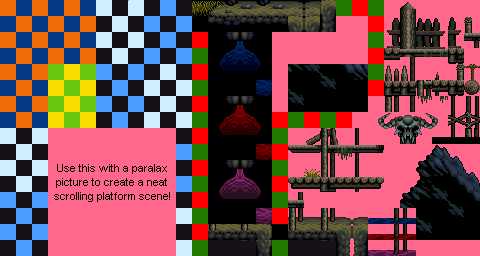 Use this with a paralax
picture to create a neat
scrolling platform scene!